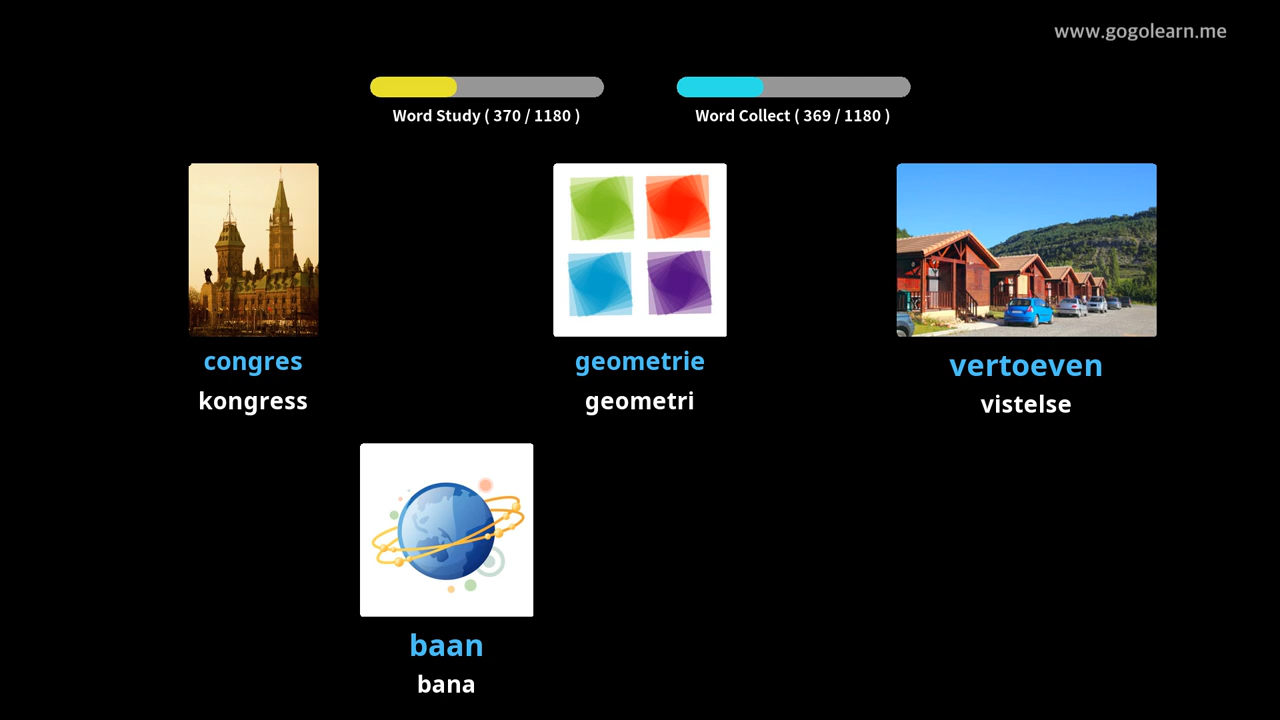 www.gogolearn.me
Word Study ( 370 / 1180 )
Word Collect ( 369 / 1180 )
congres
kongress
geometrie
geometri
vertoeven
vistelse
baan
bana